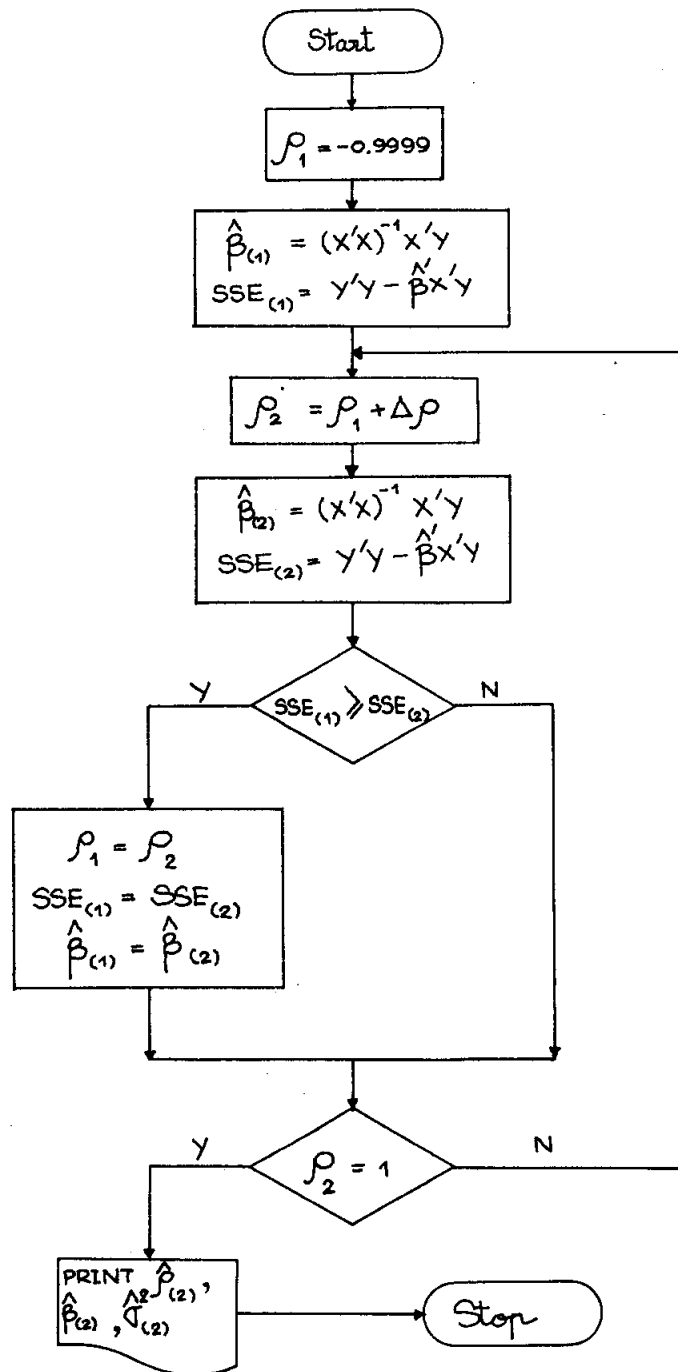 Start
ρ₁ = -0.9999
β̂₍₁₎ = (X′X)⁻¹ X′Y
SSE₍₁₎ = Y′Y − β̂′X′Y
ρ₂ = ρ₁ + Δρ
β̂₍₂₎ = (X′X)⁻¹ X′Y
SSE₍₂₎ = Y′Y − β̂′X′Y
Y
SSE₍₁₎ ⩾ SSE₍₂₎
N
ρ₁ = ρ₂
SSE₍₁₎ = SSE₍₂₎
β̂₍₁₎ = β̂₍₂₎
Y
ρ₂ = 1
N
PRINT ρ̂₍₂₎,
β̂₍₂₎, σ̂²₍₂₎
Stop